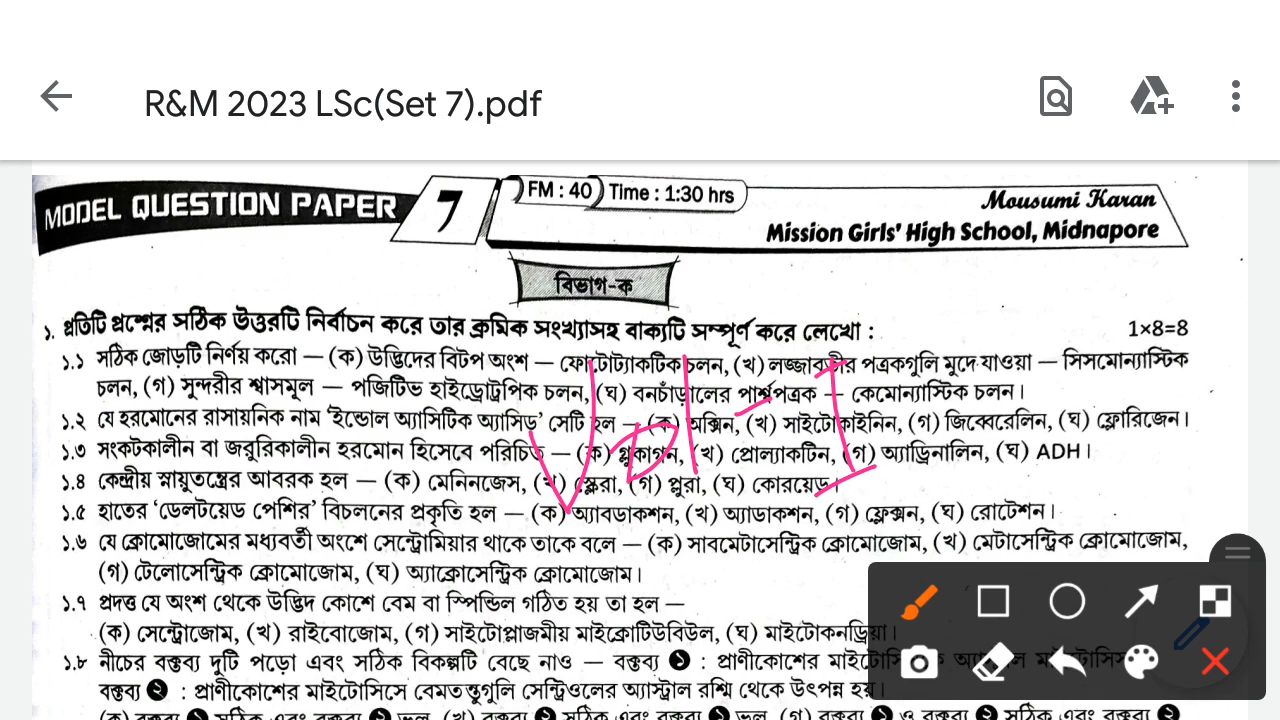 R&M 2023 LSc(Set 7).pdf
MODEL QUESTION PAPER 7 FM : 40 Time : 1:30 hrs Mousumi Karan
Mission Girls' High School, Midnapore
বিভাগ-ক
১. প্রতিটি প্রশ্নের সঠিক উত্তরটি নির্বাচন করে তার ক্রমিক সংখ্যাসহ বাক্যটি সম্পূর্ণ করে লেখো : 1×8=8
১.১ সঠিক জোড়টি নির্ণয় করো — (ক) উদ্ভিদের বিটপ অংশ — ফোটোট্যাকটিক চলন, (খ) লজ্জাবতীর পত্রকগুলি মুদে যাওয়া — সিসমোন্যাস্টিক
চলন, (গ) সুন্দরীর শ্বাসমূল — পজিটিভ হাইড্রোট্রপিক চলন, (ঘ) বনচাঁড়ালের পার্শ্বপত্রক — কেমোন্যাস্টিক চলন।
১.২ যে হরমোনের রাসায়নিক নাম 'ইন্ডোল অ্যাসিটিক অ্যাসিড' সেটি হল — (ক) অক্সিন, (খ) সাইটোকাইনিন, (গ) জিব্বেরেলিন, (ঘ) ফ্লোরিজেন।
১.৩ সংকটকালীন বা জরুরিকালীন হরমোন হিসেবে পরিচিত — (ক) গ্লুকাগন, (খ) প্রোল্যাকটিন, (গ) অ্যাড্রিনালিন, (ঘ) ADH।
১.৪ কেন্দ্রীয় স্নায়ুতন্ত্রের আবরক হল — (ক) মেনিনজেস, (খ) স্ক্লেরা, (গ) প্লুরা, (ঘ) কোরয়েড।
১.৫ হাতের 'ডেলটয়েড পেশির' বিচলনের প্রকৃতি হল — (ক) অ্যাবডাকশন, (খ) অ্যাডাকশন, (গ) ফ্লেক্সন, (ঘ) রোটেশন।
১.৬ যে ক্রোমোজোমের মধ্যবর্তী অংশে সেন্ট্রোমিয়ার থাকে তাকে বলে — (ক) সাবমেটাসেন্ট্রিক ক্রোমোজোম, (খ) মেটাসেন্ট্রিক ক্রোমোজোম,
(গ) টেলোসেন্ট্রিক ক্রোমোজোম, (ঘ) অ্যাক্রোসেন্ট্রিক ক্রোমোজোম।
১.৭ প্রদত্ত যে অংশ থেকে উদ্ভিদ কোশে বেম বা স্পিন্ডিল গঠিত হয় তা হল —
(ক) সেন্ট্রোজোম, (খ) রাইবোজোম, (গ) সাইটোপ্লাজমীয় মাইক্রোটিউবিউল, (ঘ) মাইটোকনড্রিয়া।
১.৮ নীচের বক্তব্য দুটি পড়ো এবং সঠিক বিকল্পটি বেছে নাও — বক্তব্য ১ : প্রাণীকোশের
বক্তব্য ২ : প্রাণীকোশের মাইটোসিসে বেমতন্তুগুলি সেন্ট্রিওলের অ্যাস্ট্রাল রশ্মি থেকে উৎপন্ন হয়।